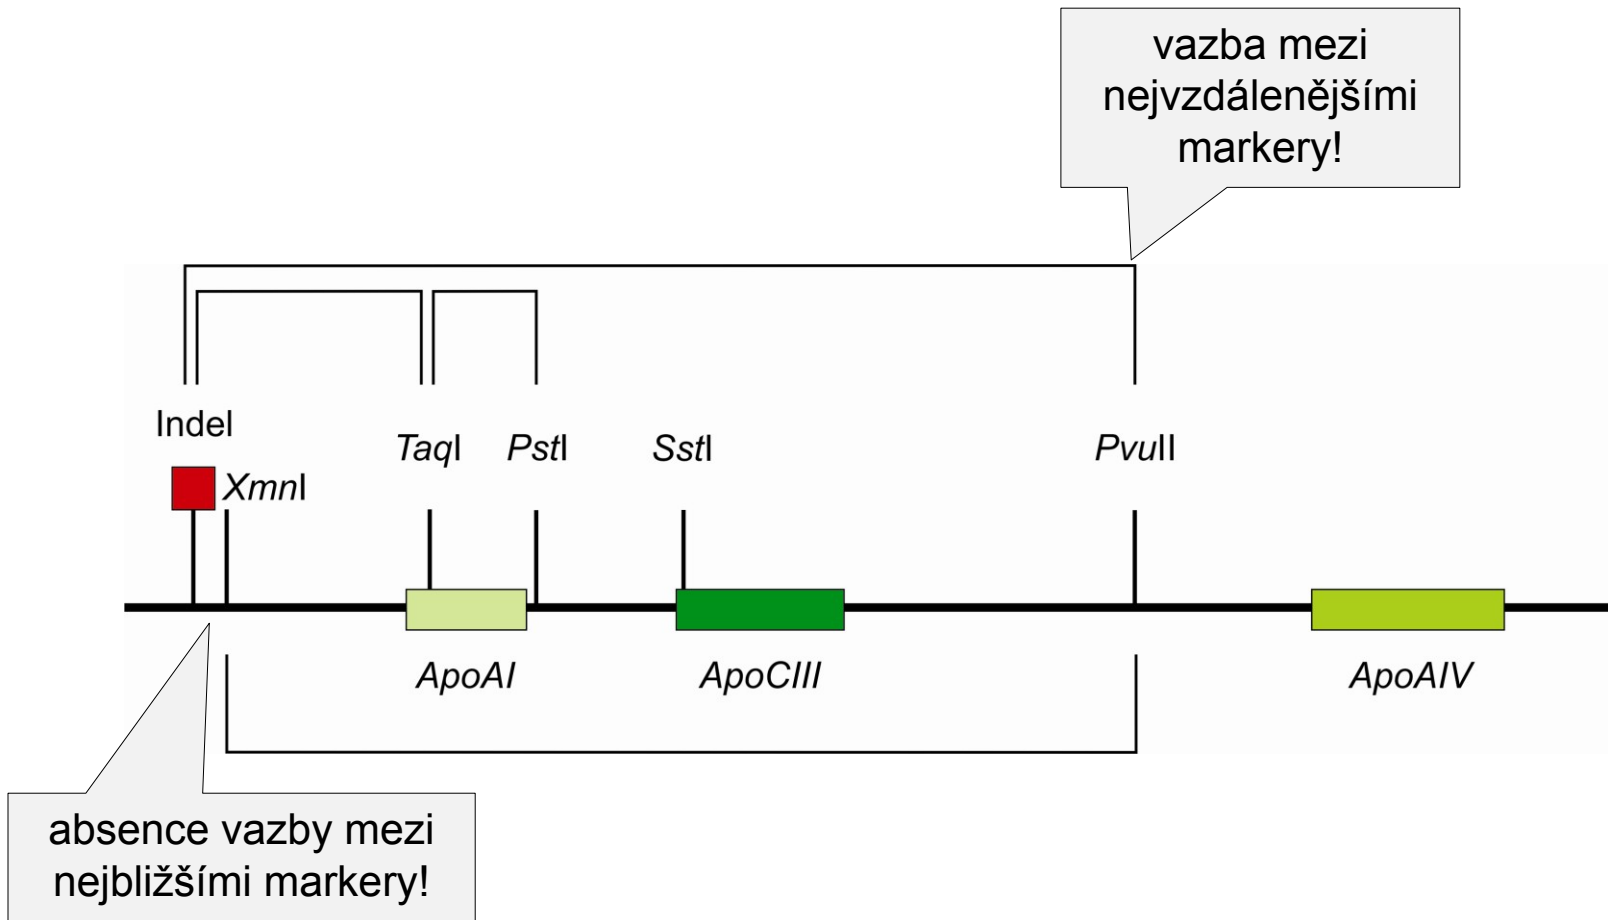 vazba mezi
nejvzdálenějšími
markery!
Indel
TaqI
PstI
SstI
PvuII
XmnI
ApoAI
ApoCIII
ApoAIV
absence vazby mezi
nejbližšími markery!